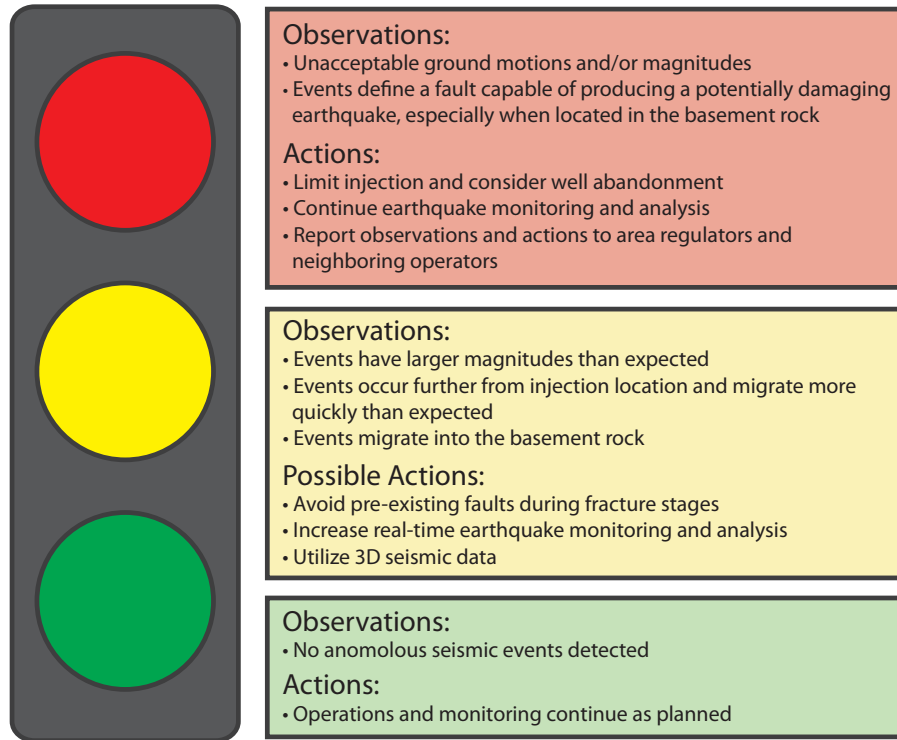 Observations:
• Unacceptable ground motions and/or magnitudes
• Events define a fault capable of producing a potentially damaging
earthquake, especially when located in the basement rock
Actions:
• Limit injection and consider well abandonment
• Continue earthquake monitoring and analysis
• Report observations and actions to area regulators and
neighboring operators
Observations:
• Events have larger magnitudes than expected
• Events occur further from injection location and migrate more
quickly than expected
• Events migrate into the basement rock
Possible Actions:
• Avoid pre-existing faults during fracture stages
• Increase real-time earthquake monitoring and analysis
• Utilize 3D seismic data
Observations:
• No anomolous seismic events detected
Actions:
• Operations and monitoring continue as planned